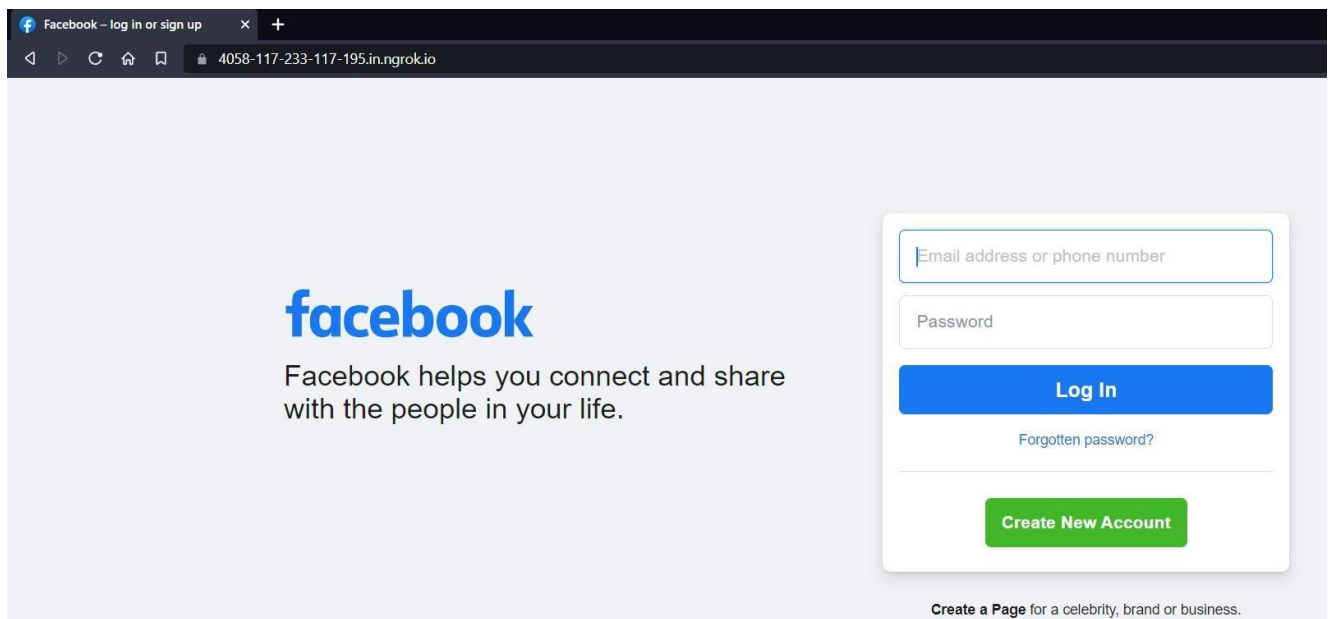 Facebook – log in or sign up
4058-117-233-117-195.in.ngrok.io
facebook
Facebook helps you connect and share
with the people in your life.
Email address or phone number
Password
Log In
Forgotten password?
Create New Account
Create a Page for a celebrity, brand or business.